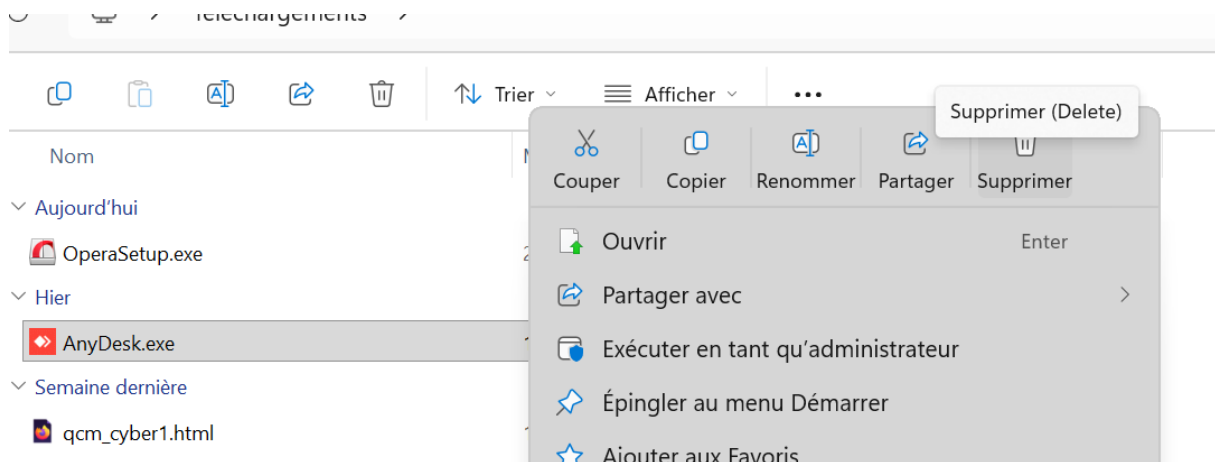 Téléchargements
Trier
Afficher
Supprimer (Delete)
Nom
Couper
Copier
Renommer
Partager
Supprimer
Aujourd'hui
OperaSetup.exe
Ouvrir
Enter
Hier
Partager avec
AnyDesk.exe
Exécuter en tant qu'administrateur
Semaine dernière
Épingler au menu Démarrer
qcm_cyber1.html
Ajouter aux Favoris